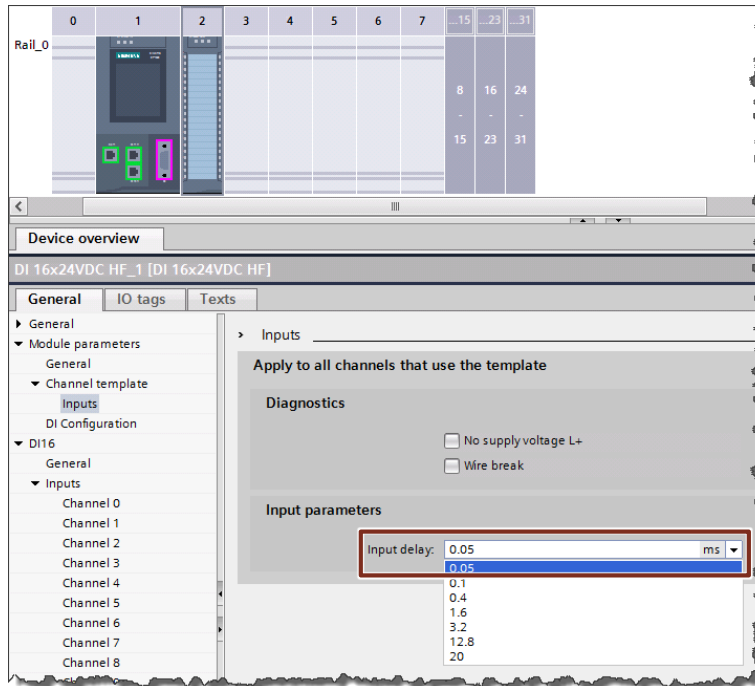 0 1 2 3 4 5 6 7 ...15 ...23 ...31
Rail_0
SIEMENS
8 16 24
- - -
15 23 31
Device overview
DI 16x24VDC HF_1 [DI 16x24VDC HF]
General IO tags Texts
General
Module parameters
General
Channel template
Inputs
DI Configuration
DI16
General
Inputs
Channel 0
Channel 1
Channel 2
Channel 3
Channel 4
Channel 5
Channel 6
Channel 7
Channel 8
Inputs
Apply to all channels that use the template
Diagnostics
No supply voltage L+
Wire break
Input parameters
Input delay: 0.05 ms
0.05
0.1
0.4
1.6
3.2
12.8
20